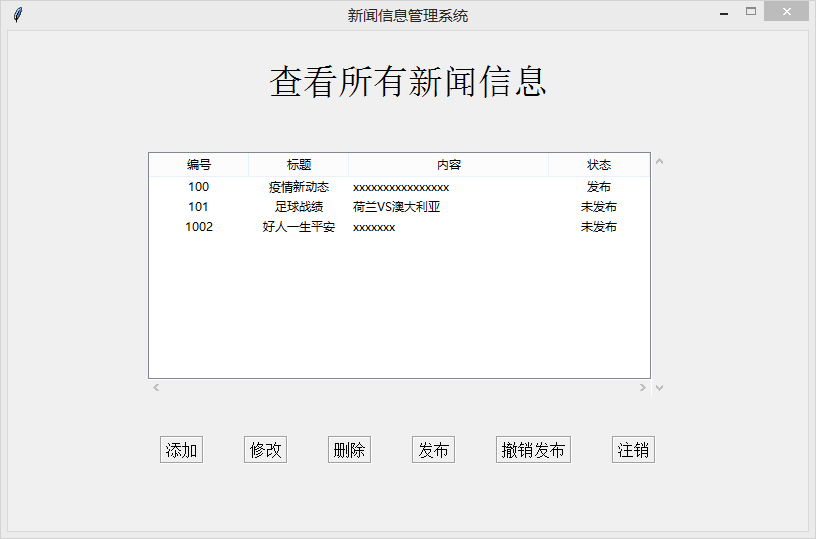 新闻信息管理系统
查看所有新闻信息
编号 标题 内容 状态
100 疫情新动态 xxxxxxxxxxxxxxxx 发布
101 足球战绩 荷兰VS澳大利亚 未发布
1002 好人一生平安 xxxxxxx 未发布
添加 修改 删除 发布 撤销发布 注销